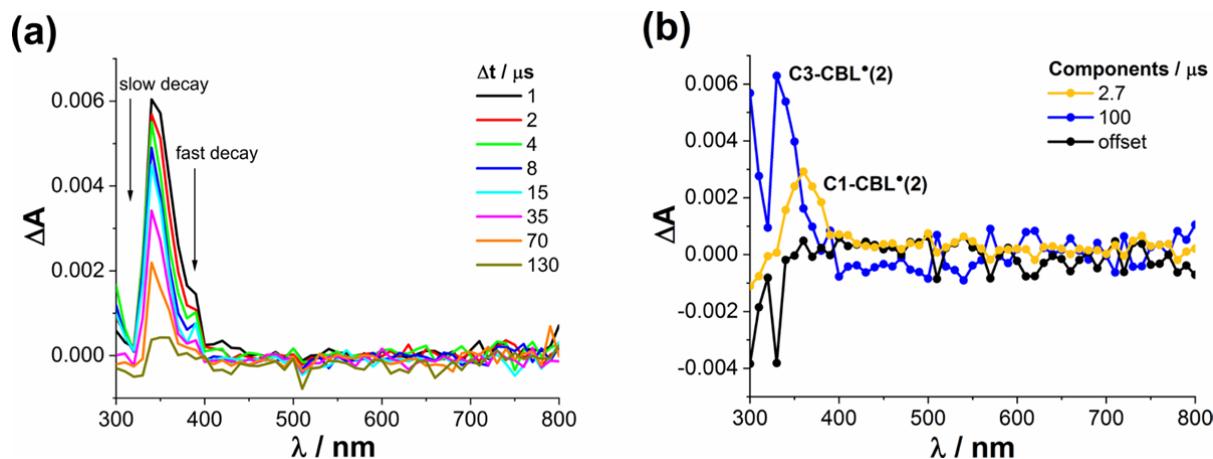 (a)
ΔA
0.006
0.004
0.002
0.000
slow decay
fast decay
Δt / μs
1
2
4
8
15
35
70
130
300 400 500 600 700 800
λ / nm
(b)
ΔA
0.006
0.004
0.002
0.000
-0.002
-0.004
C3-CBL•(2)
C1-CBL•(2)
Components / μs
2.7
100
offset
300 400 500 600 700 800
λ / nm